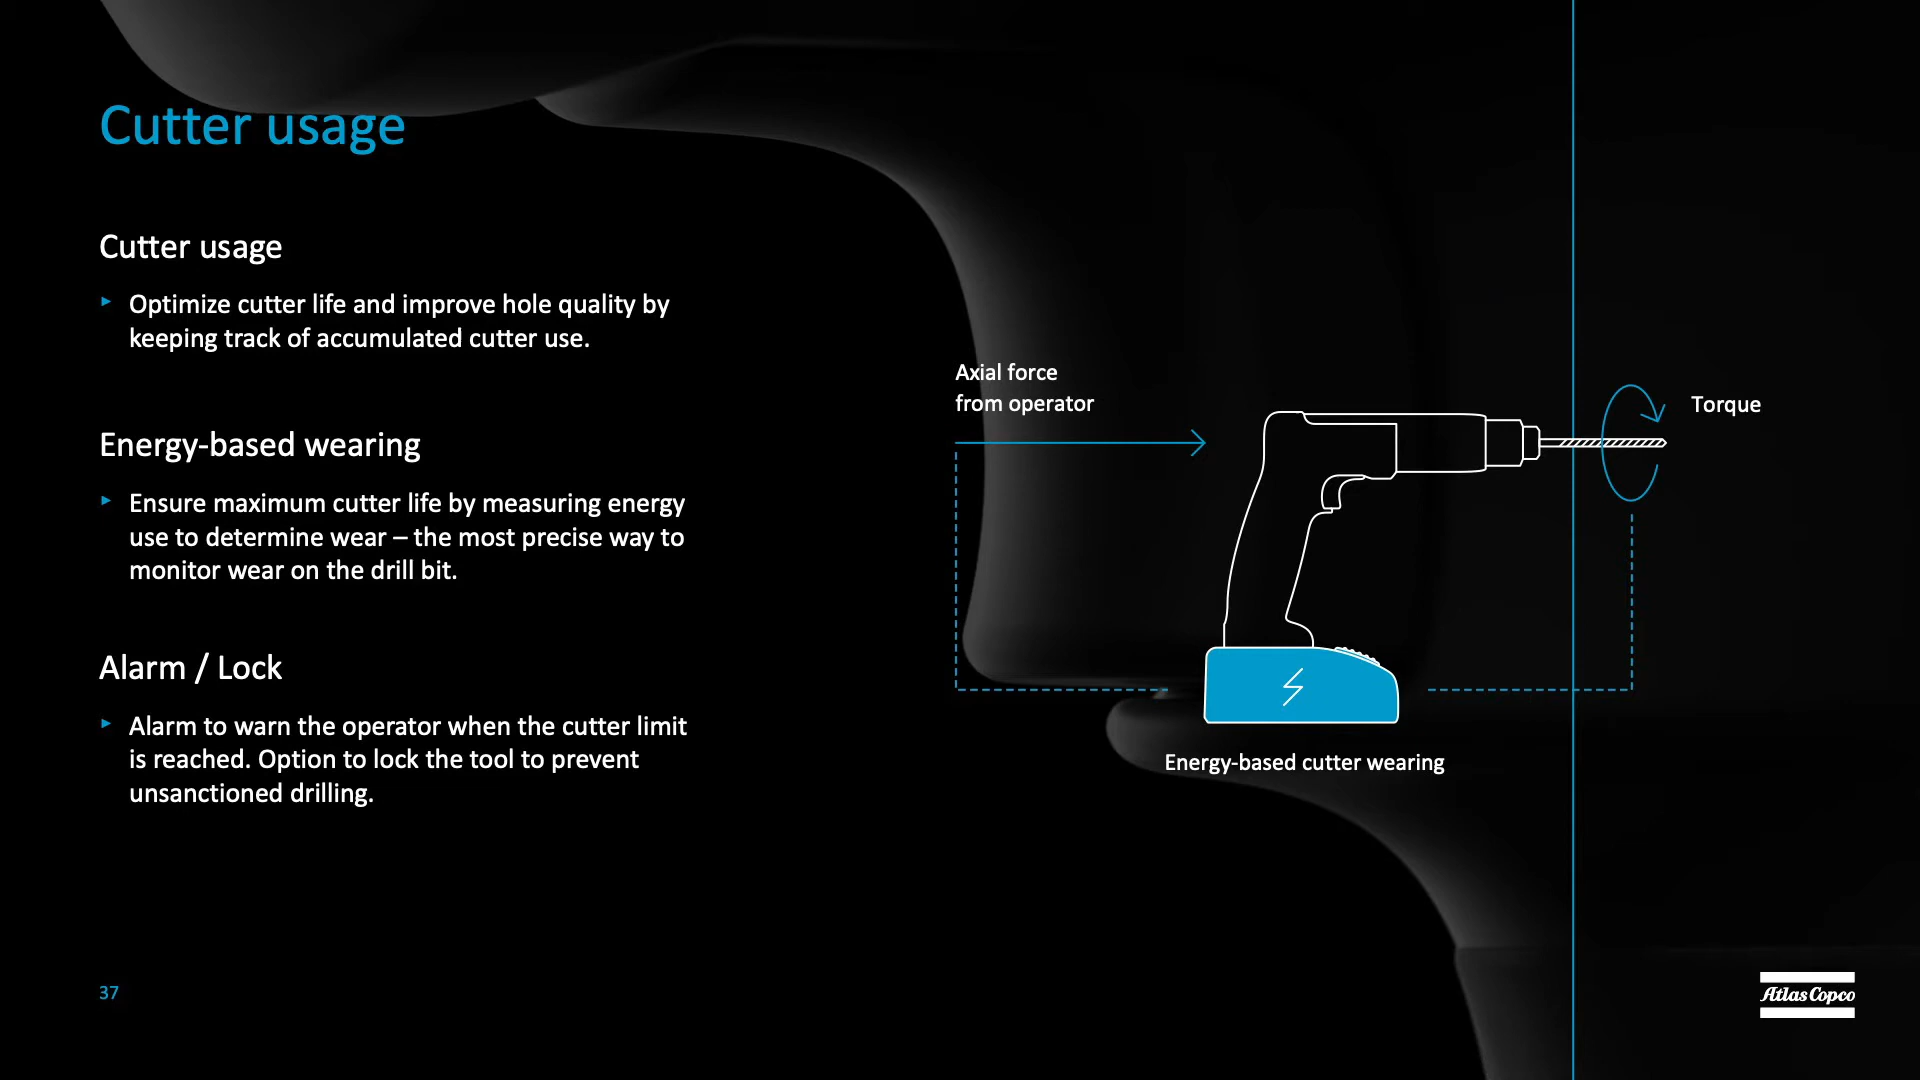 Cutter usage
Cutter usage
Optimize cutter life and improve hole quality by
keeping track of accumulated cutter use.
Energy-based wearing
Ensure maximum cutter life by measuring energy
use to determine wear – the most precise way to
monitor wear on the drill bit.
Alarm / Lock
Alarm to warn the operator when the cutter limit
is reached. Option to lock the tool to prevent
unsanctioned drilling.
Axial force
from operator
Torque
Energy-based cutter wearing
37
Atlas Copco